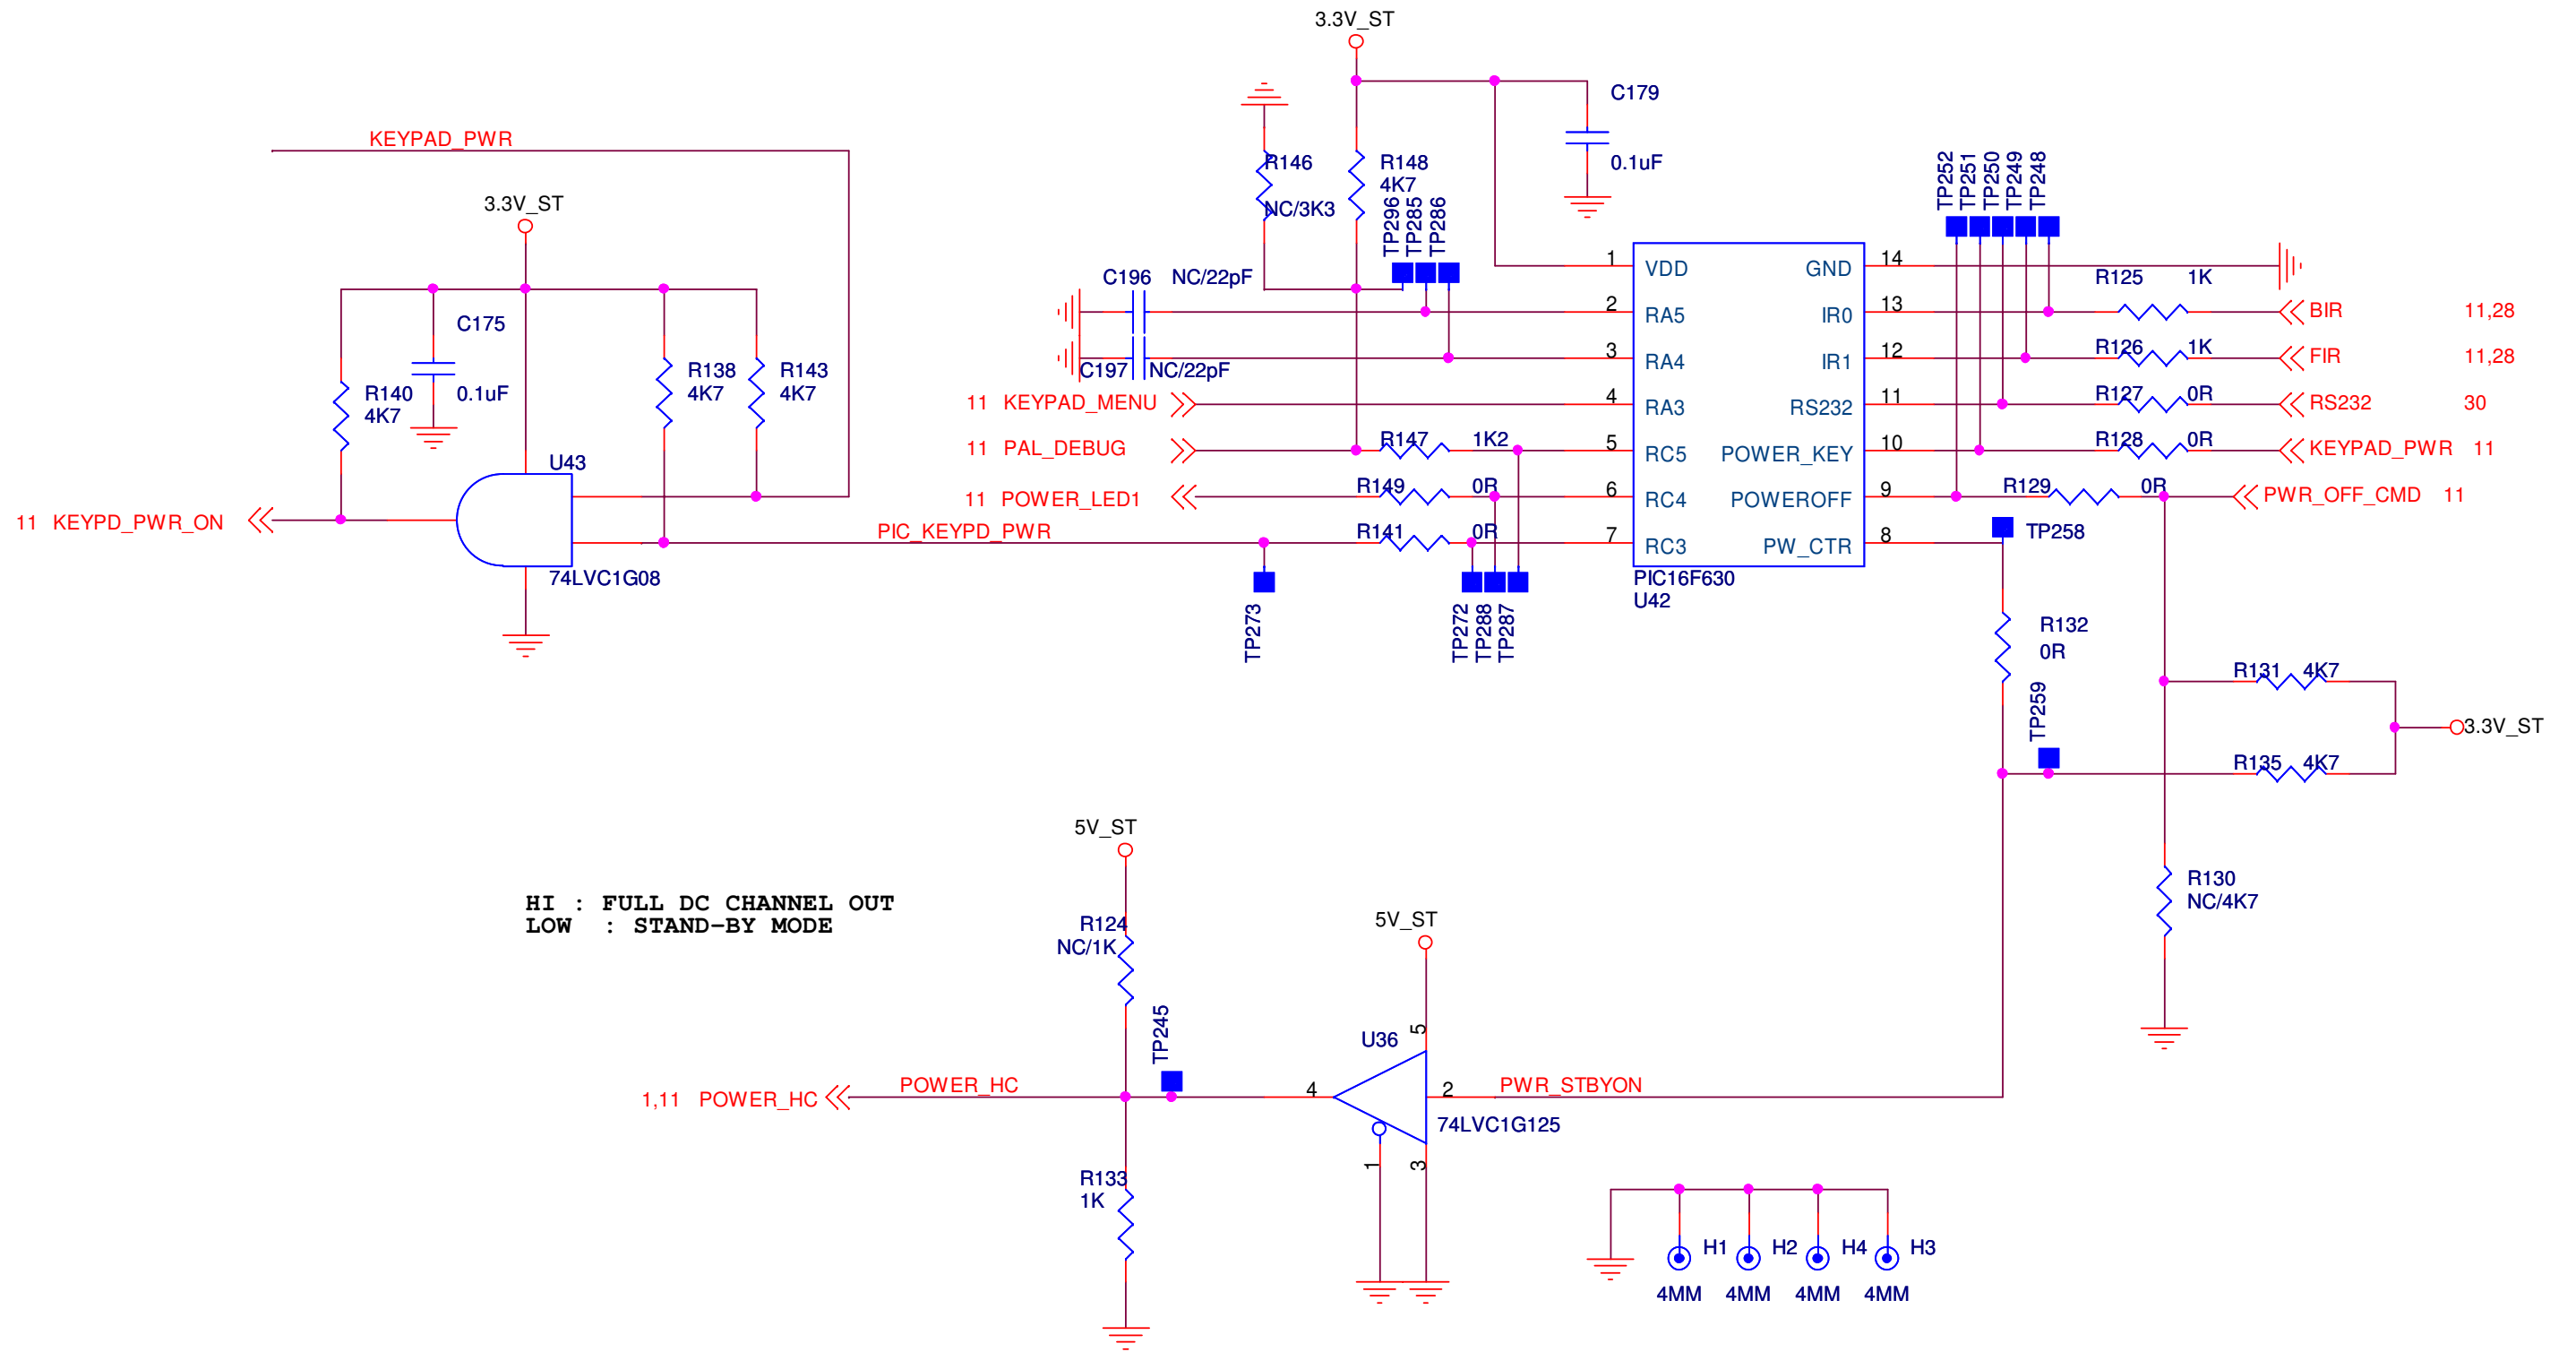 3.3V_ST
C179
0.1uF
R146
NC/3K3
R148
4K7
TP296
TP285
TP286
TP252
TP251
TP250
TP249
TP248
KEYPAD_PWR
3.3V_ST
C175
0.1uF
R140
4K7
R138
4K7
R143
4K7
U43
74LVC1G08
11 KEYPD_PWR_ON
PIC_KEYPD_PWR
C196 NC/22pF
C197 NC/22pF
11 KEYPAD_MENU
11 PAL_DEBUG
11 POWER_LED1
R147 1K2
R149 0R
R141 0R
TP273
TP272
TP288
TP287
1 VDD GND 14
2 RA5 IR0 13
3 RA4 IR1 12
4 RA3 RS232 11
5 RC5 POWER_KEY 10
6 RC4 POWEROFF 9
7 RC3 PW_CTR 8
PIC16F630
U42
R125 1K
BIR 11,28
R126 1K
FIR 11,28
R127 0R
RS232 30
R128 0R
KEYPAD_PWR 11
R129 0R
PWR_OFF_CMD 11
TP258
R132
0R
TP259
R131 4K7
3.3V_ST
R135 4K7
R130
NC/4K7
HI : FULL DC CHANNEL OUT
LOW : STAND-BY MODE
5V_ST
R124
NC/1K
TP245
5V_ST
U36
5
4
2
1
3
74LVC1G125
PWR_STBYON
POWER_HC
1,11 POWER_HC
R133
1K
H1 H2 H4 H3
4MM 4MM 4MM 4MM